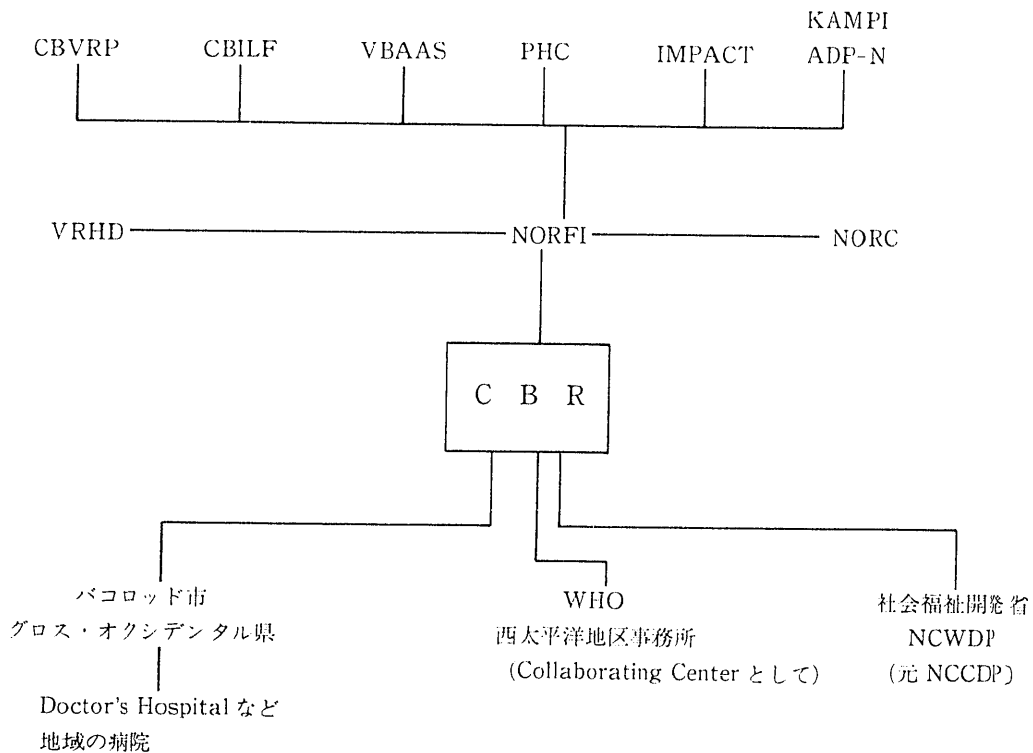 CBVRP CBILF VBAAS PHC IMPACT KAMPI
ADP-N
VRHD NORFI NORC
C B R
バコロッド市
グロス・オクシデンタル県
Doctor's Hospital など
地域の病院
WHO
西太平洋地区事務所
(Collaborating Center として)
社会福祉開発省
NCWDP
(元 NCCDP)